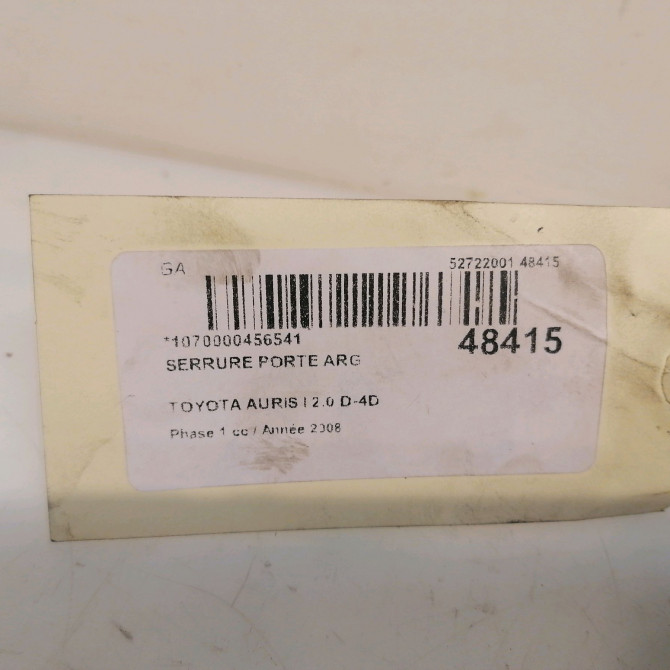 GA
52722001 48415
*1070000456541
48415
SERRURE PORTE ARG
TOYOTA AURIS I 2.0 D-4D
Phase 1 cc / Année 2008